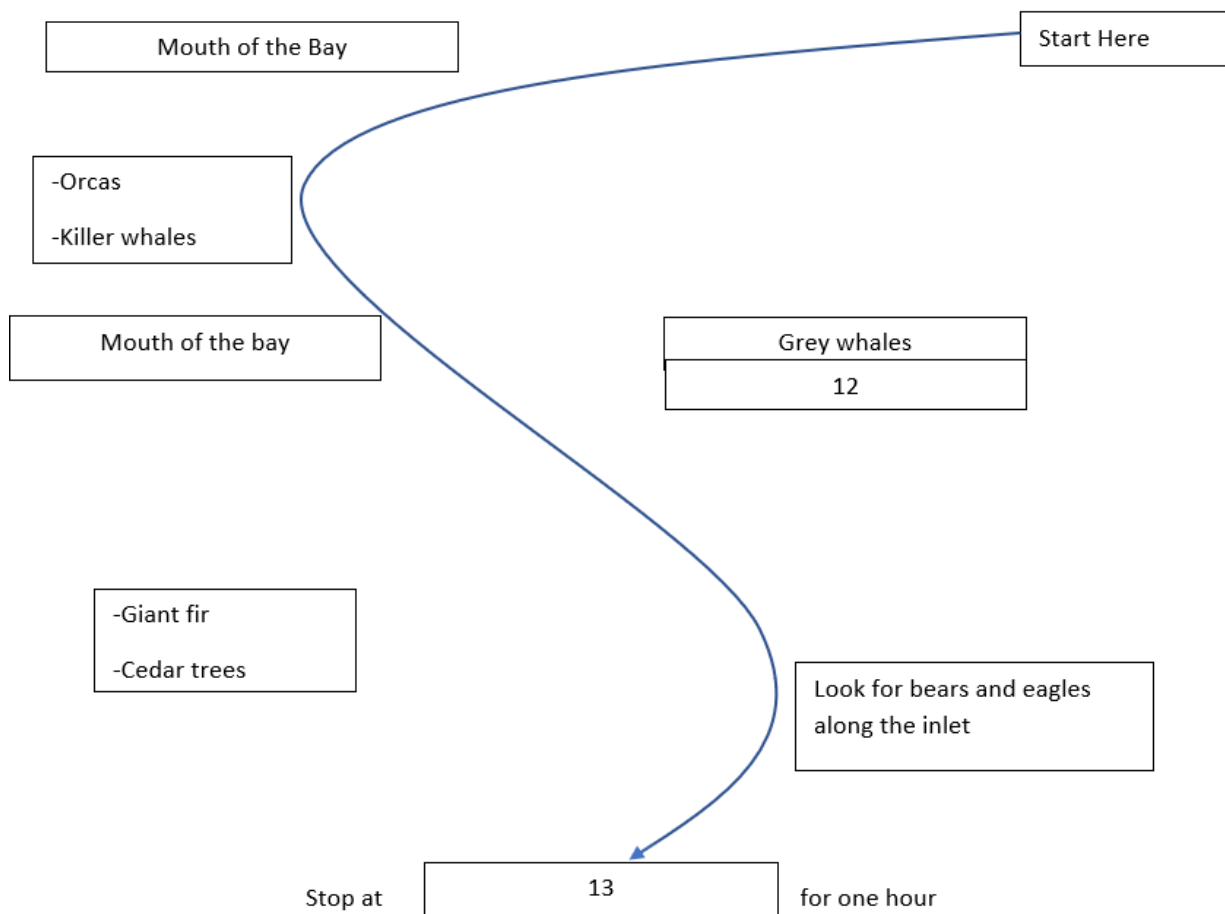 Mouth of the Bay
Start Here
-Orcas
-Killer whales
Mouth of the bay
Grey whales
12
-Giant fir
-Cedar trees
Look for bears and eagles
along the inlet
Stop at 13 for one hour